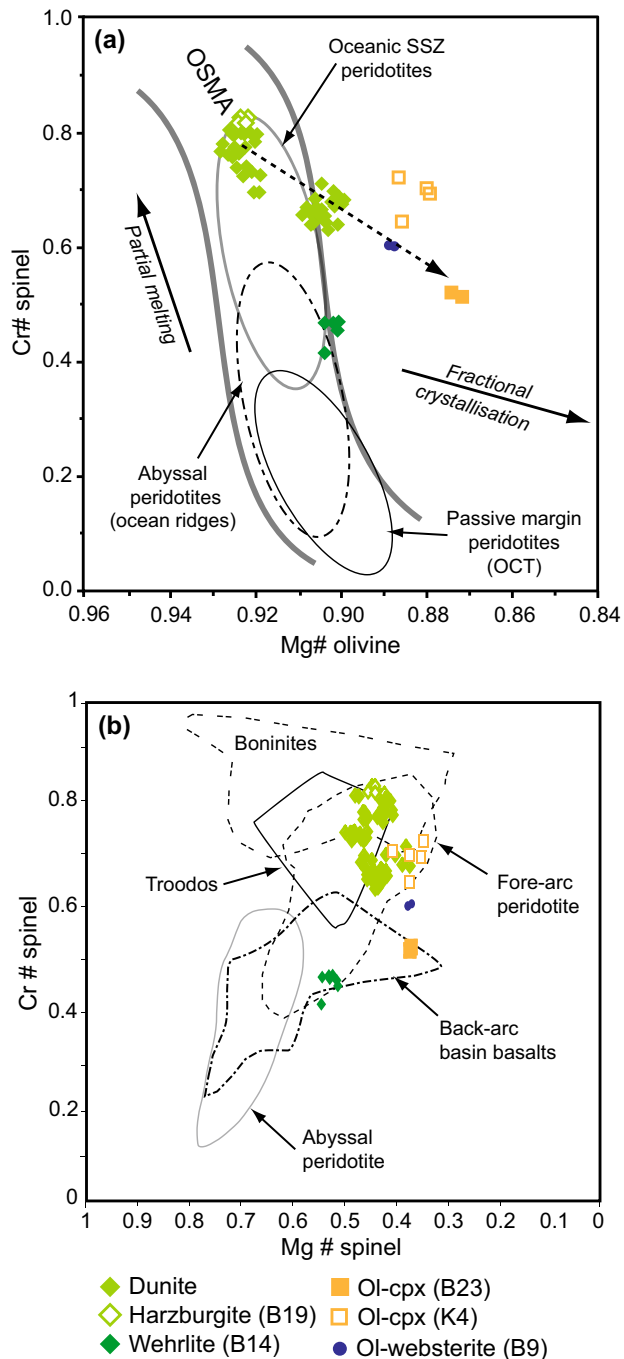 (a)
Oceanic SSZ
peridotites
OSMA
1.0
0.8
0.6
0.4
0.2
0.0
Cr# spinel
Partial melting
Fractional
crystallisation
Abyssal
peridotites
(ocean ridges)
Passive margin
peridotites
(OCT)
0.96
0.94
0.92
0.90
0.88
0.86
0.84
Mg# olivine
(b)
1
0.8
0.6
0.4
0.2
0
Cr # spinel
Boninites
Troodos
Fore-arc
peridotite
Back-arc
basin basalts
Abyssal
peridotite
1
0.9
0.8
0.7
0.6
0.5
0.4
0.3
0.2
0.1
0
Mg # spinel
Dunite
Ol-cpx (B23)
Harzburgite (B19)
Ol-cpx (K4)
Wehrlite (B14)
Ol-websterite (B9)